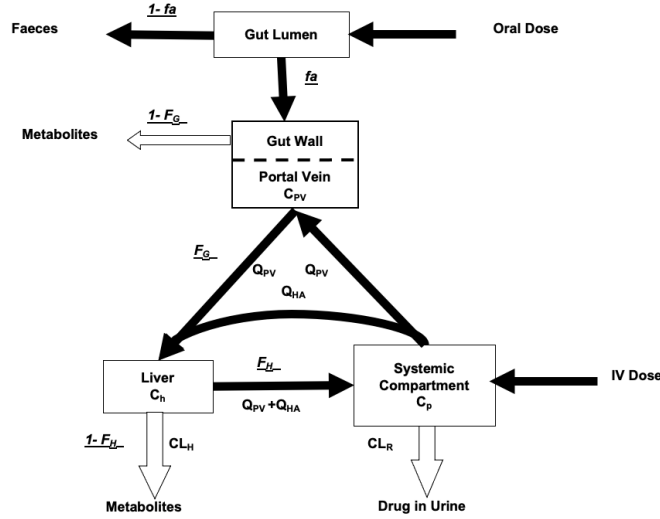 1- fa
Faeces
Gut Lumen
Oral Dose
fa
1- FG
Metabolites
Gut Wall
Portal Vein
CPV
FG
QPV
QPV
QHA
Liver
Ch
FH
QPV +QHA
Systemic
Compartment
Cp
IV Dose
1- FH
CLH
CLR
Metabolites
Drug in Urine